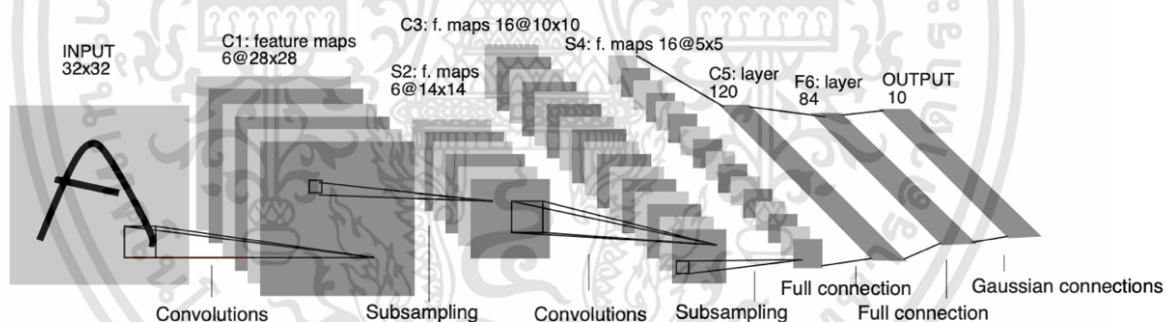 INPUT
32x32
C1: feature maps
6@28x28
S2: f. maps
6@14x14
C3: f. maps 16@10x10
S4: f. maps 16@5x5
C5: layer
120
F6: layer
84
OUTPUT
10
Convolutions
Subsampling
Convolutions
Subsampling
Full connection
Full connection
Gaussian connections